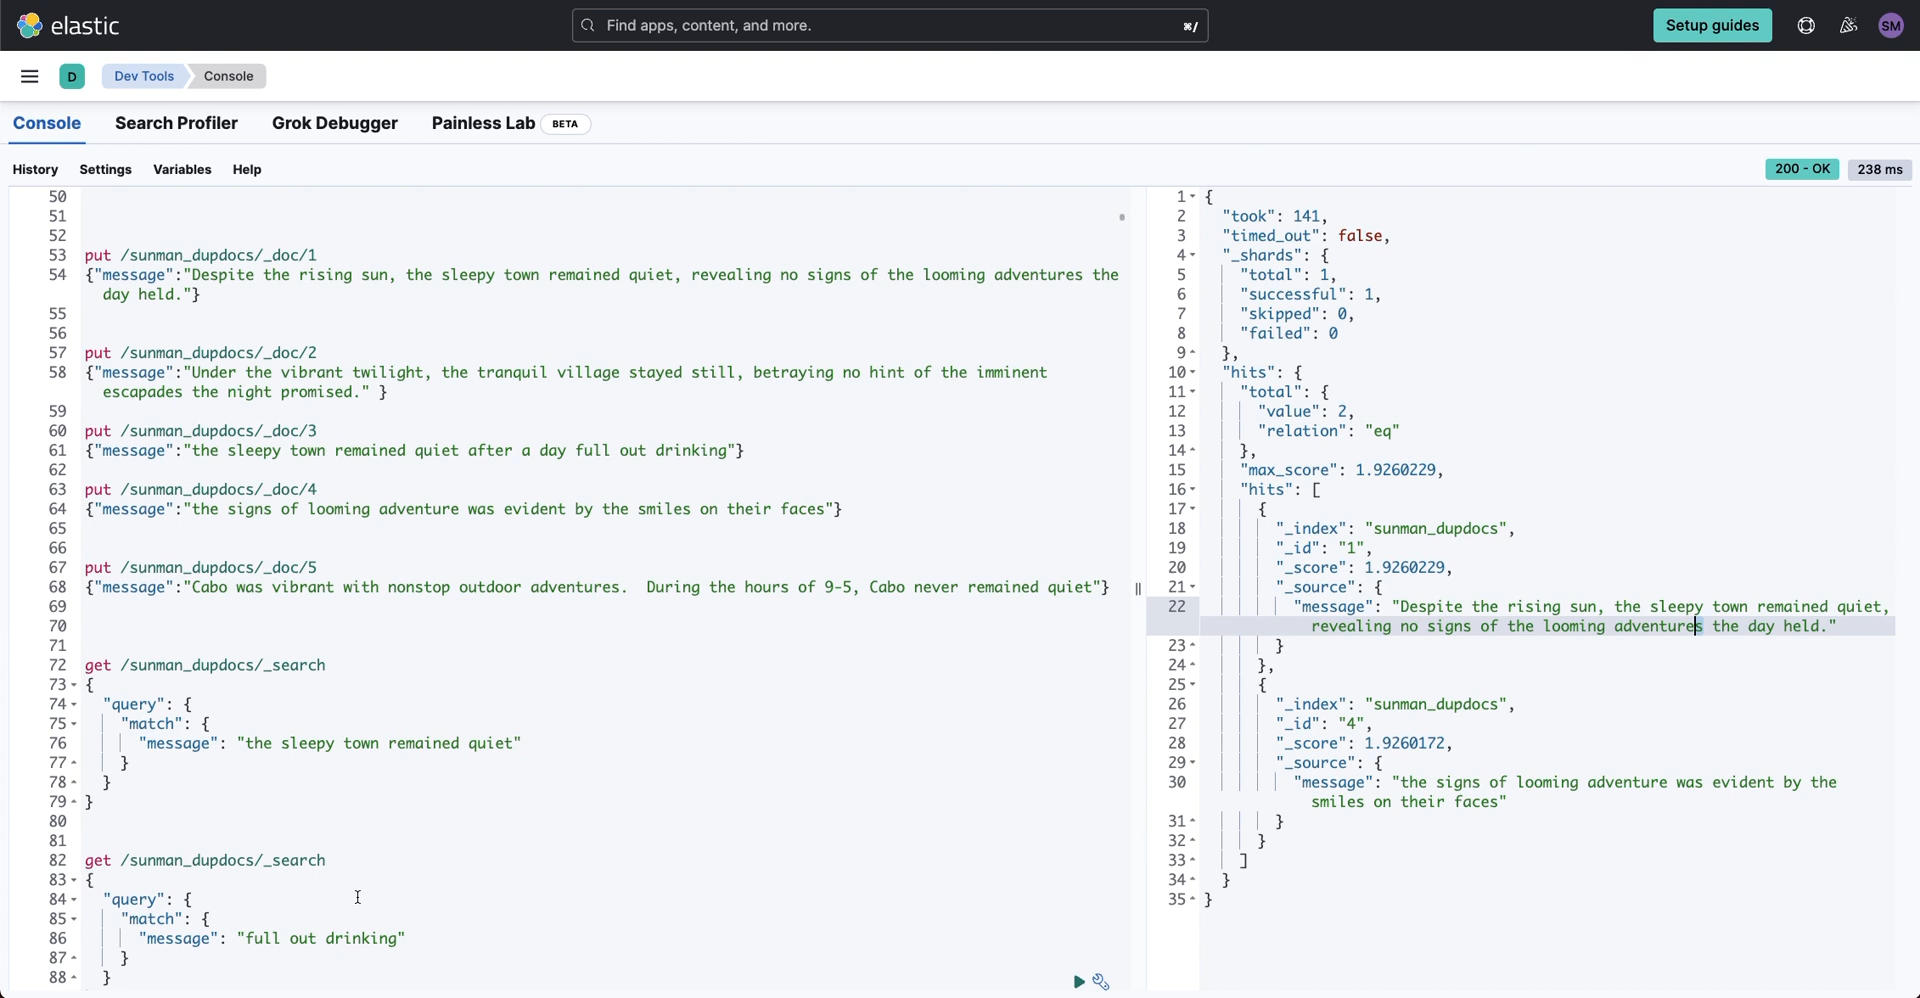 elastic
Find apps, content, and more.
⌘/
Setup guides
SM
D
Dev Tools
Console
Console
Search Profiler
Grok Debugger
Painless Lab
BETA
History
Settings
Variables
Help
200 - OK
238 ms
50
51
52
53 put /sunman_dupdocs/_doc/1
54 {"message":"Despite the rising sun, the sleepy town remained quiet, revealing no signs of the looming adventures the
day held."}
55
56
57 put /sunman_dupdocs/_doc/2
58 {"message":"Under the vibrant twilight, the tranquil village stayed still, betraying no hint of the imminent
escapades the night promised." }
59
60 put /sunman_dupdocs/_doc/3
61 {"message":"the sleepy town remained quiet after a day full out drinking"}
62
63 put /sunman_dupdocs/_doc/4
64 {"message":"the signs of looming adventure was evident by the smiles on their faces"}
65
66
67 put /sunman_dupdocs/_doc/5
68 {"message":"Cabo was vibrant with nonstop outdoor adventures.  During the hours of 9-5, Cabo never remained quiet"}
69
70
71
72 get /sunman_dupdocs/_search
73 {
74 "query": {
75 "match": {
76 "message": "the sleepy town remained quiet"
77 }
78 }
79 }
80
81
82 get /sunman_dupdocs/_search
83 {
84 "query": {
85 "match": {
86 "message": "full out drinking"
87 }
88 }
1 {
2 "took": 141,
3 "timed_out": false,
4 "_shards": {
5 "total": 1,
6 "successful": 1,
7 "skipped": 0,
8 "failed": 0
9 },
10 "hits": {
11 "total": {
12 "value": 2,
13 "relation": "eq"
14 },
15 "max_score": 1.9260229,
16 "hits": [
17 {
18 "_index": "sunman_dupdocs",
19 "_id": "1",
20 "_score": 1.9260229,
21 "_source": {
22 "message": "Despite the rising sun, the sleepy town remained quiet,
revealing no signs of the looming adventures the day held."
23 }
24 },
25 {
26 "_index": "sunman_dupdocs",
27 "_id": "4",
28 "_score": 1.9260172,
29 "_source": {
30 "message": "the signs of looming adventure was evident by the
smiles on their faces"
31 }
32 }
33 ]
34 }
35 }